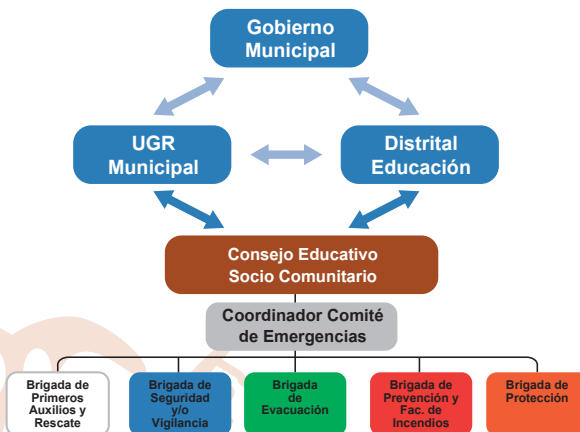 Gobierno
Municipal
UGR
Municipal
Distrital
Educación
Consejo Educativo
Socio Comunitario
Coordinador Comité
de Emergencias
Brigada de
Primeros
Auxilios y
Rescate
Brigada de
Seguridad
y/o
Vigilancia
Brigada
de
Evacuación
Brigada de
Prevención y
Fac. de
Incendios
Brigada de
Protección